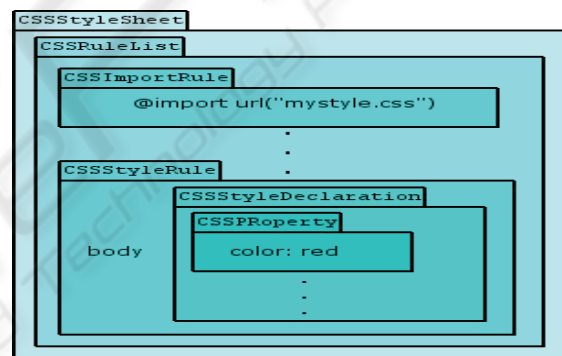 CSSStyleSheet
CSSRuleList
CSSImportRule
@import url("mystyle.css")
CSSStyleRule
CSSStyleDeclaration
CSSPRoperty
body
color: red